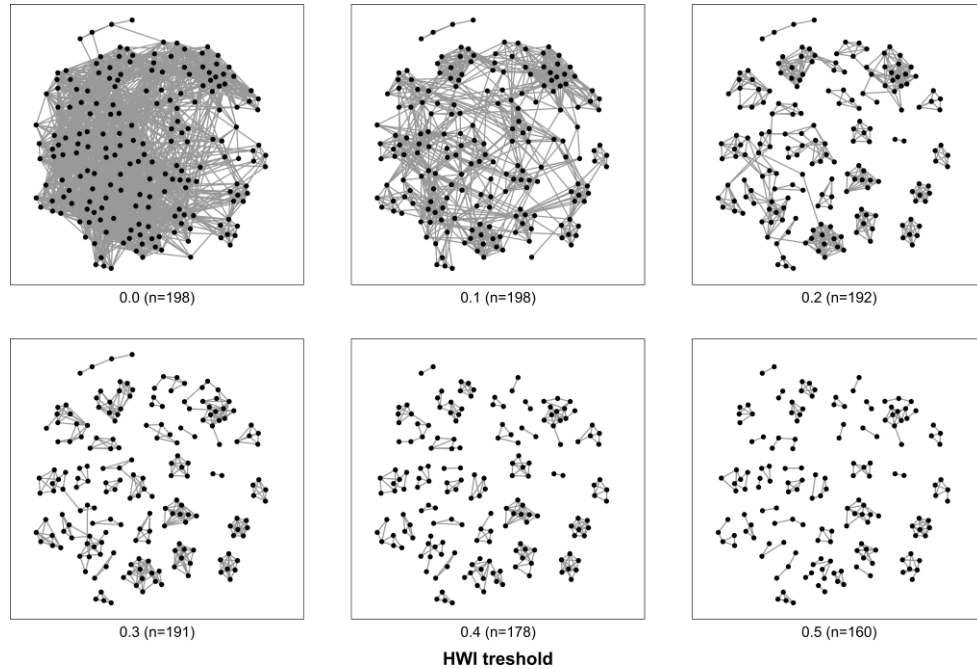 0.0 (n=198)
0.1 (n=198)
0.2 (n=192)
0.3 (n=191)
0.4 (n=178)
0.5 (n=160)
HWI treshold